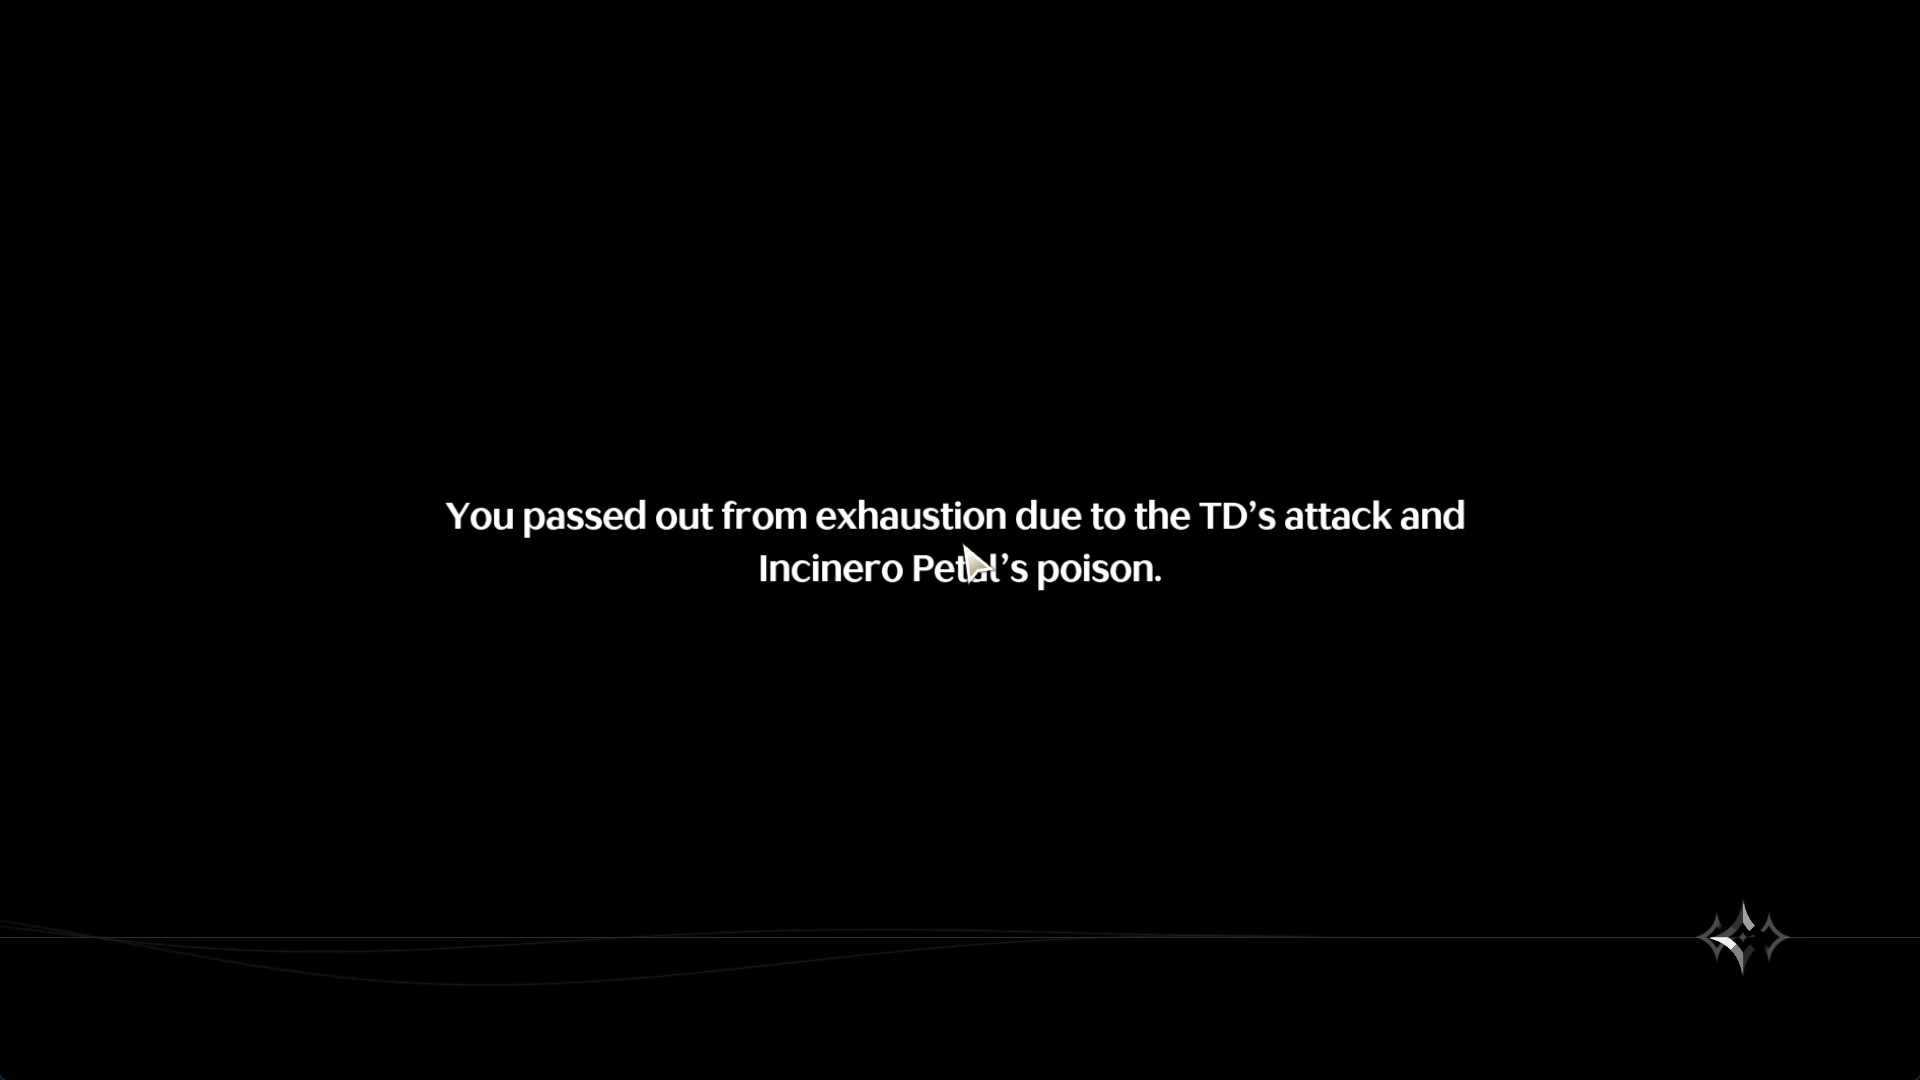 You passed out from exhaustion due to the TD’s attack and
Incinero Petal’s poison.